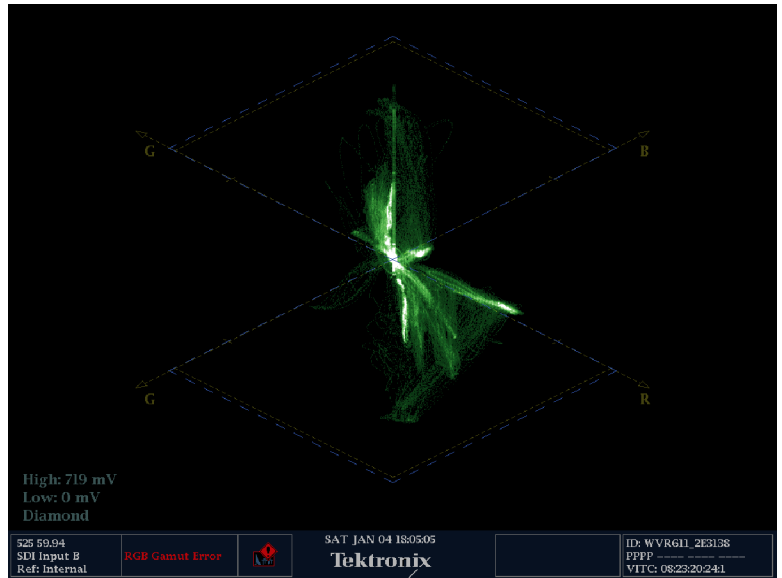 G
B
G
R
High: 719 mV
Low: 0 mV
Diamond
525 59.94
SDI Input B
Ref: Internal
RGB Gamut Error
SAT JAN 04 18:05:05
Tektronix
ID: WVR611_2E3138
PPPP ---- ---- ---- ----
VITC: 08:23:20:24:1